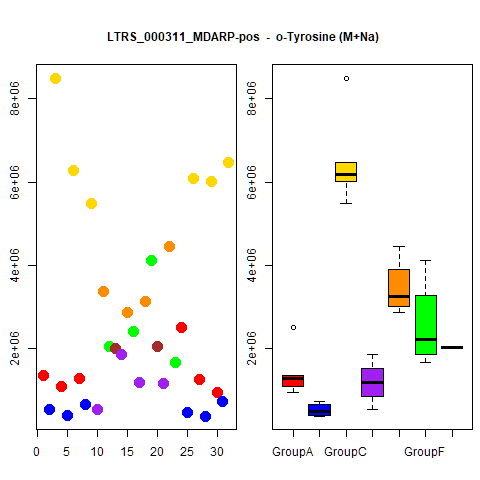 LTRS_000311_MDARP-pos - o-Tyrosine (M+Na)
8e+06
6e+06
4e+06
2e+06
0 5 10 15 20 25 30
8e+06
6e+06
4e+06
2e+06
GroupA GroupC GroupF